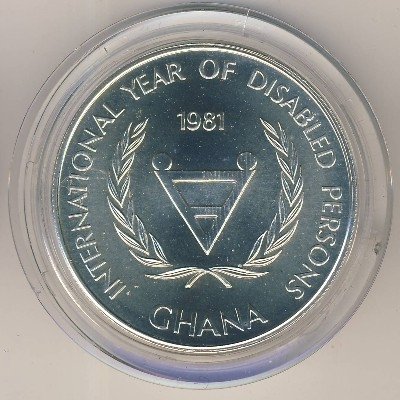 INTERNATIONAL YEAR OF DISABLED PERSONS
1981
GHANA